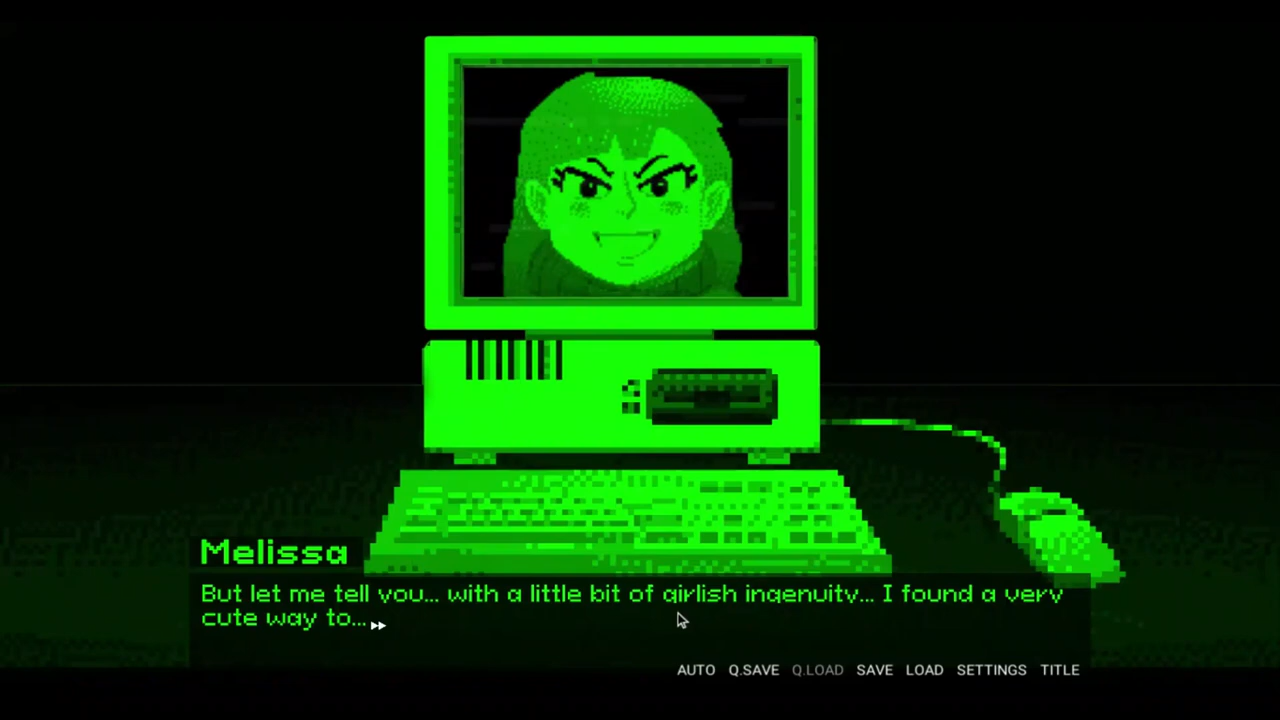 Melissa
But let me tell you... with a little bit of girlish ingenuity... I found a very
cute way to...
AUTO Q.SAVE Q.LOAD SAVE LOAD SETTINGS TITLE